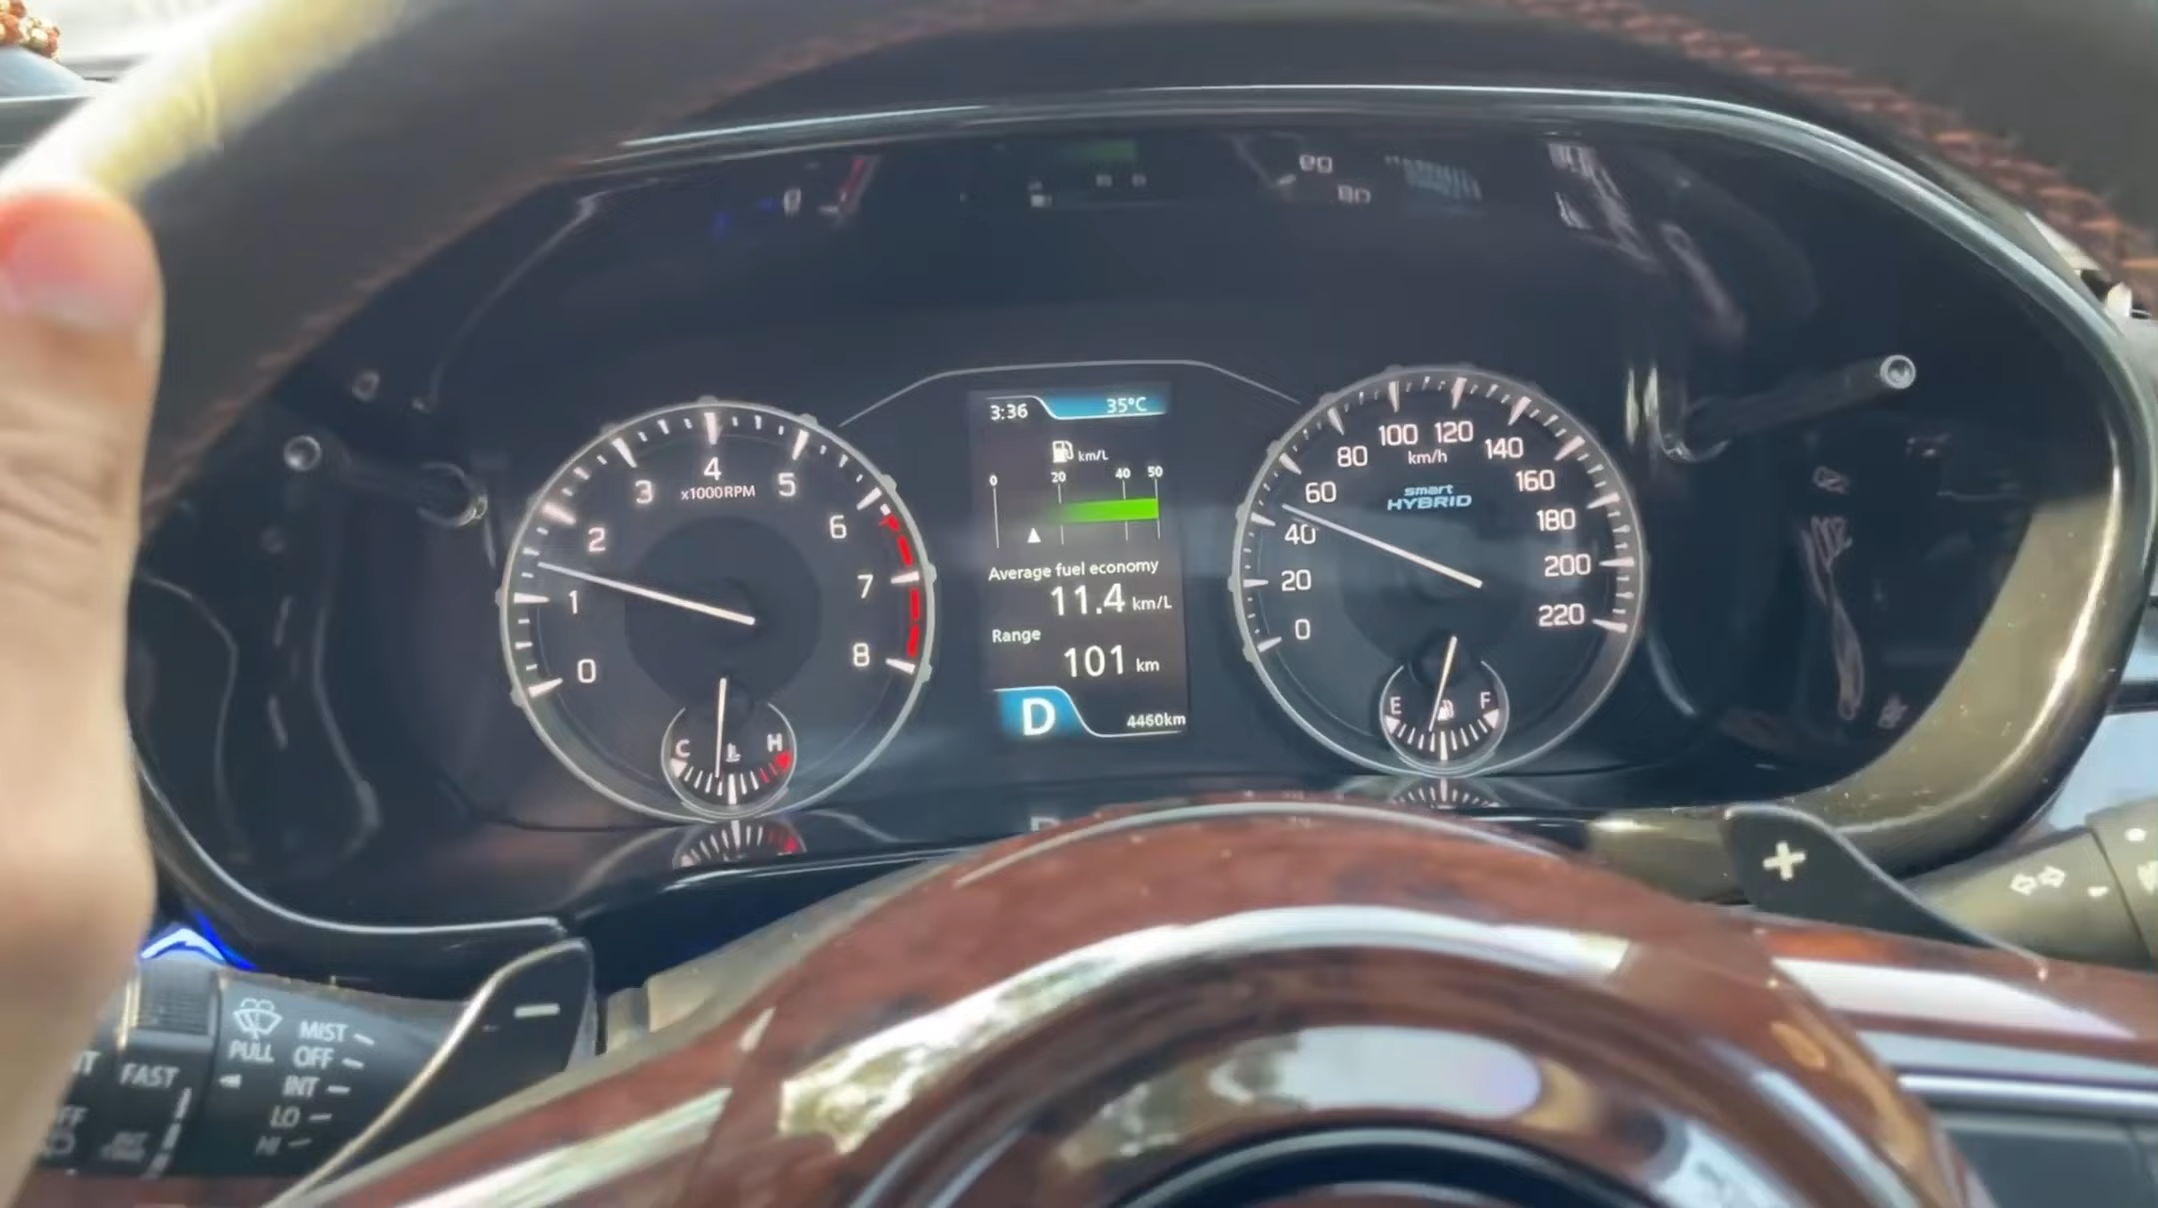 3:36 35°C
km/L
0 20 40 50
Average fuel economy
11.4 km/L
Range
101 km
D
4460km
0
1
2
3
4
5
6
7
8
x1000RPM
C H
0
20
40
60
80
100
120
140
160
180
200
220
km/h
smart
HYBRID
E F
+
−
MIST
PULL OFF
INT
LO
HI
FAST